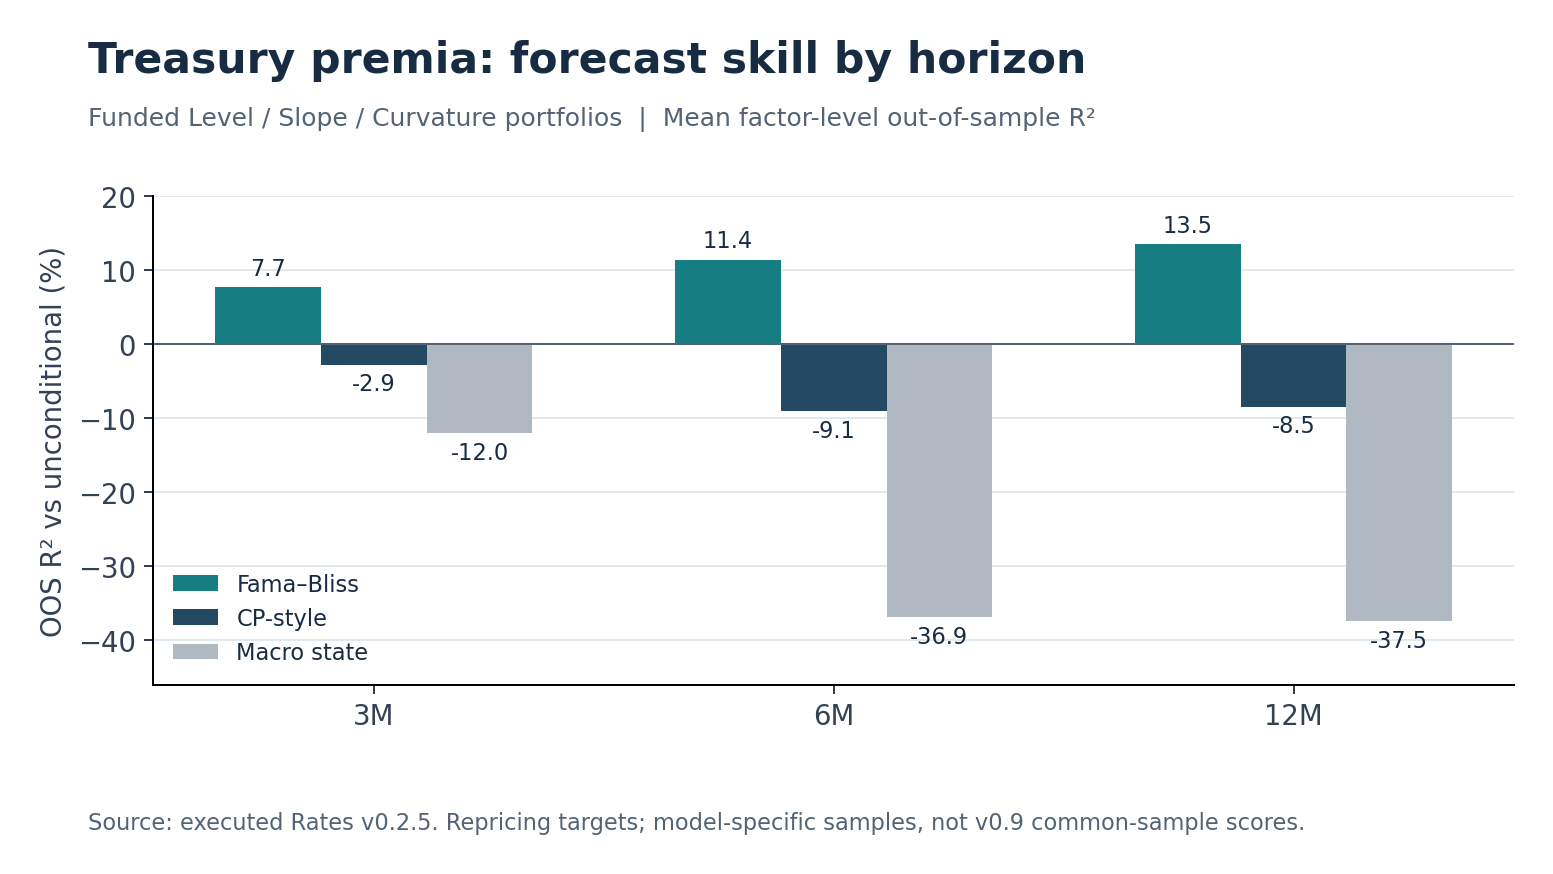 Treasury premia: forecast skill by horizon
Funded Level / Slope / Curvature portfolios | Mean factor-level out-of-sample R²
OOS R² vs unconditional (%)
20
10
0
−10
−20
−30
−40
7.7
-2.9
-12.0
11.4
-9.1
-36.9
13.5
-8.5
-37.5
Fama–Bliss
CP-style
Macro state
3M
6M
12M
Source: executed Rates v0.2.5. Repricing targets; model-specific samples, not v0.9 common-sample scores.